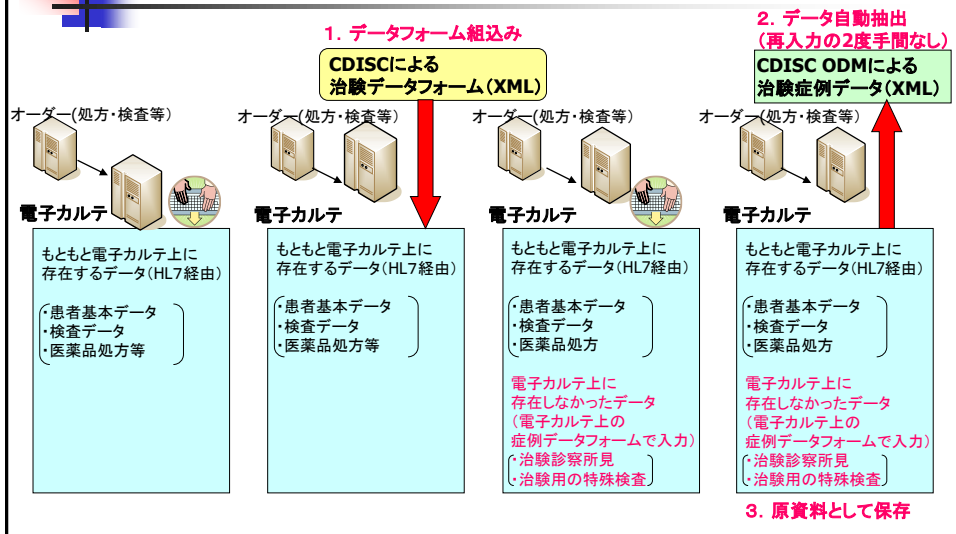 1．データフォーム組込み
CDISCによる
治験データフォーム（XML）
2．データ自動抽出
（再入力の2度手間なし）
CDISC ODMによる
治験症例データ（XML）
オーダー(処方・検査等）
電子カルテ
もともと電子カルテ上に
存在するデータ（HL7経由）
・患者基本データ
・検査データ
・医薬品処方等
オーダー(処方・検査等）
電子カルテ
もともと電子カルテ上に
存在するデータ（HL7経由）
・患者基本データ
・検査データ
・医薬品処方等
オーダー(処方・検査等）
電子カルテ
もともと電子カルテ上に
存在するデータ（HL7経由）
・患者基本データ
・検査データ
・医薬品処方
電子カルテ上に
存在しなかったデータ
（電子カルテ上の
症例データフォームで入力）
・治験診察所見
・治験用の特殊検査
オーダー(処方・検査等）
電子カルテ
もともと電子カルテ上に
存在するデータ（HL7経由）
・患者基本データ
・検査データ
・医薬品処方
電子カルテ上に
存在しなかったデータ
（電子カルテ上の
症例データフォームで入力）
・治験診察所見
・治験用の特殊検査
3．原資料として保存